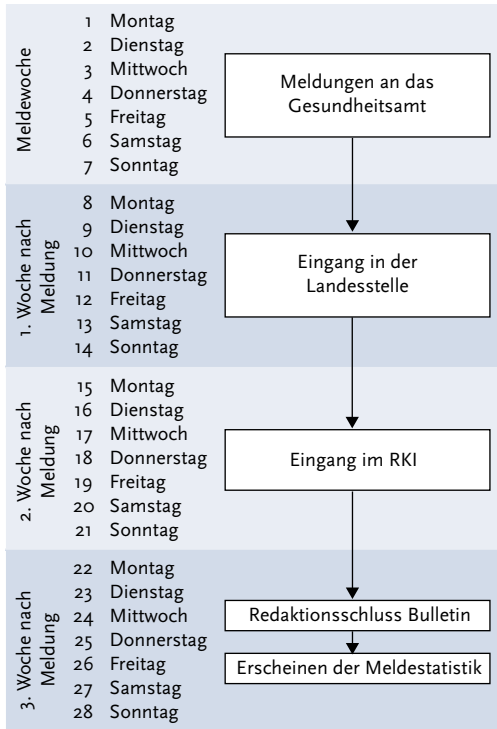 Meldewoche
1 Montag
2 Dienstag
3 Mittwoch
4 Donnerstag
5 Freitag
6 Samstag
7 Sonntag
Meldungen an das
Gesundheitsamt
1. Woche nach
Meldung
8 Montag
9 Dienstag
10 Mittwoch
11 Donnerstag
12 Freitag
13 Samstag
14 Sonntag
Eingang in der
Landesstelle
2. Woche nach
Meldung
15 Montag
16 Dienstag
17 Mittwoch
18 Donnerstag
19 Freitag
20 Samstag
21 Sonntag
Eingang im RKI
3. Woche nach
Meldung
22 Montag
23 Dienstag
24 Mittwoch
25 Donnerstag
26 Freitag
27 Samstag
28 Sonntag
Redaktionsschluss Bulletin
Erscheinen der Meldestatistik